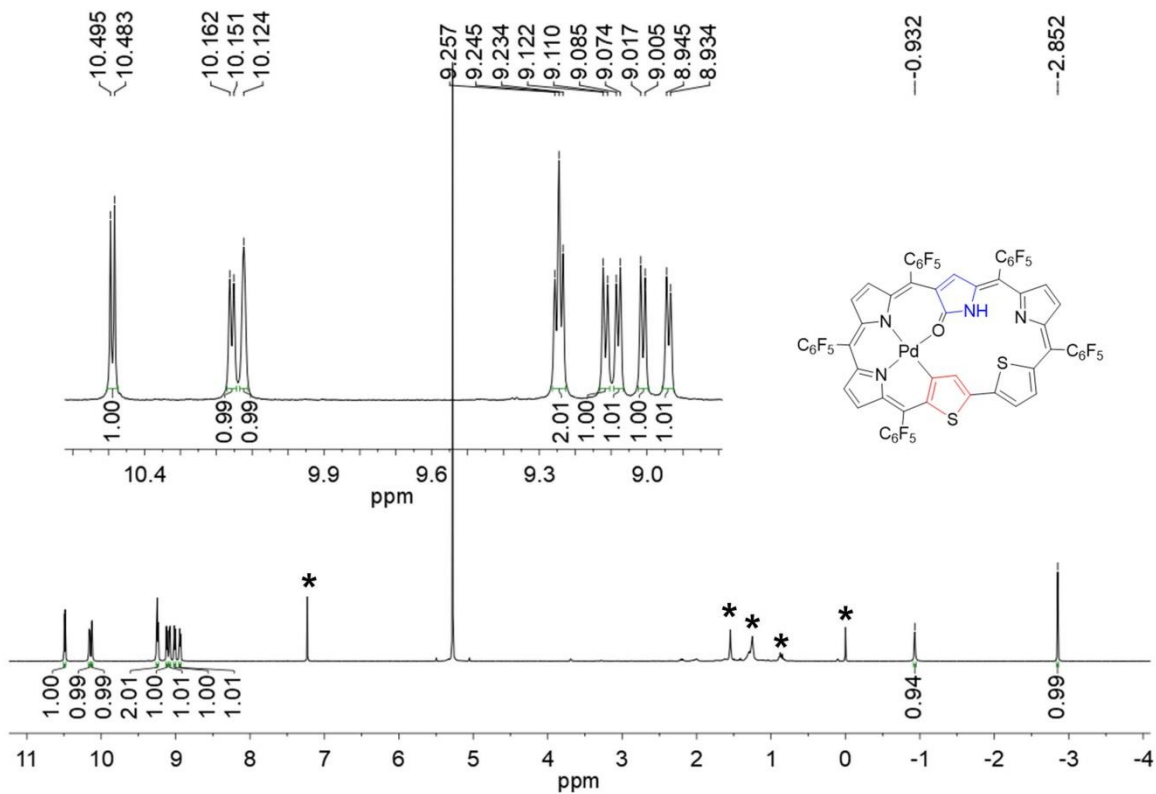 10.495
10.483
10.162
10.151
10.124
9.257
9.245
9.234
9.122
9.110
9.085
9.074
9.017
9.005
8.945
8.934
-0.932
-2.852
1.00
0.99
0.99
2.01
1.00
1.01
1.00
1.01
10.4 9.9 9.6 9.3 9.0
ppm
C6F5 C6F5
NH N
O
N
C6F5 Pd C6F5
S
N
S
C6F5
* * * * *
1.00
0.99
0.99
2.01
1.00
1.01
1.00
1.01
0.94
0.99
11 10 9 8 7 6 5 4 3 2 1 0 -1 -2 -3 -4
ppm